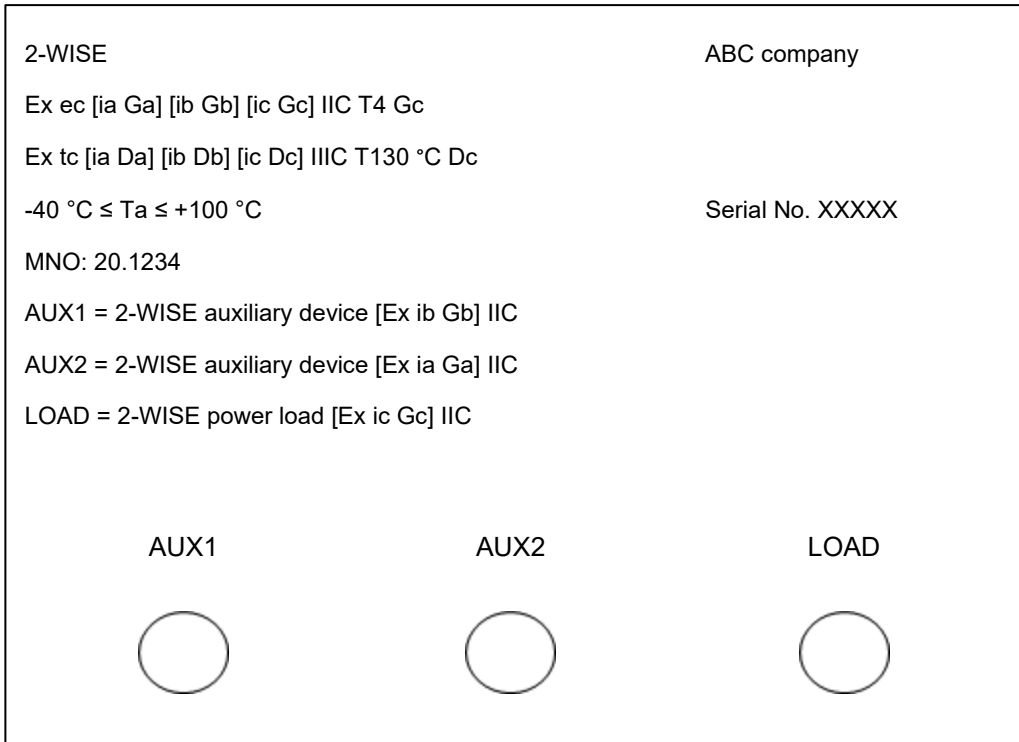 2-WISE ABC company
Ex ec [ia Ga] [ib Gb] [ic Gc] IIC T4 Gc
Ex tc [ia Da] [ib Db] [ic Dc] IIIC T130 °C Dc
-40 °C ≤ Ta ≤ +100 °C Serial No. XXXXX
MNO: 20.1234
AUX1 = 2-WISE auxiliary device [Ex ib Gb] IIC
AUX2 = 2-WISE auxiliary device [Ex ia Ga] IIC
LOAD = 2-WISE power load [Ex ic Gc] IIC
AUX1 AUX2 LOAD